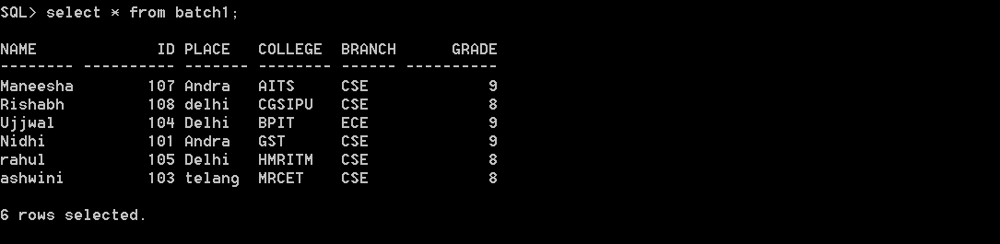 SQL> select * from batch1;
NAME             ID PLACE   COLLEGE  BRANCH      GRADE
-------- ---------- ------- -------- ------ ----------
Maneesha        107 Andra   AITS     CSE             9
Rishabh         108 delhi   CGSIPU   CSE             8
Ujjwal          104 Delhi   BPIT     ECE             9
Nidhi           101 Andra   GST      CSE             9
rahul           105 Delhi   HMRITM   CSE             8
ashwini         103 telang  MRCET    CSE             8
6 rows selected.